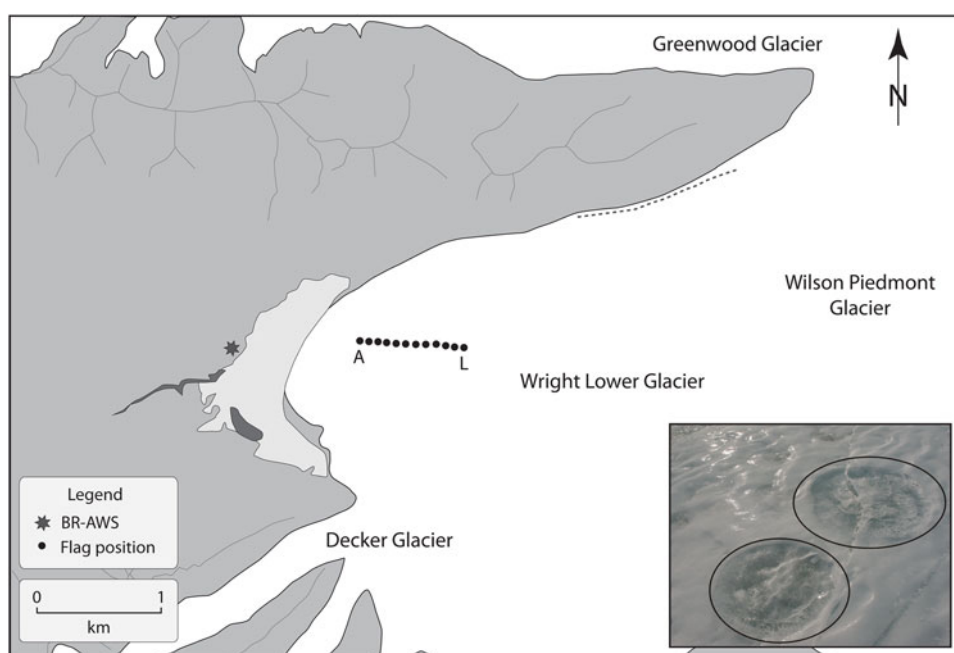 Greenwood Glacier
N
Wilson Piedmont
Glacier
A
L
Wright Lower Glacier
Legend
BR-AWS
Flag position
Decker Glacier
0 1
km